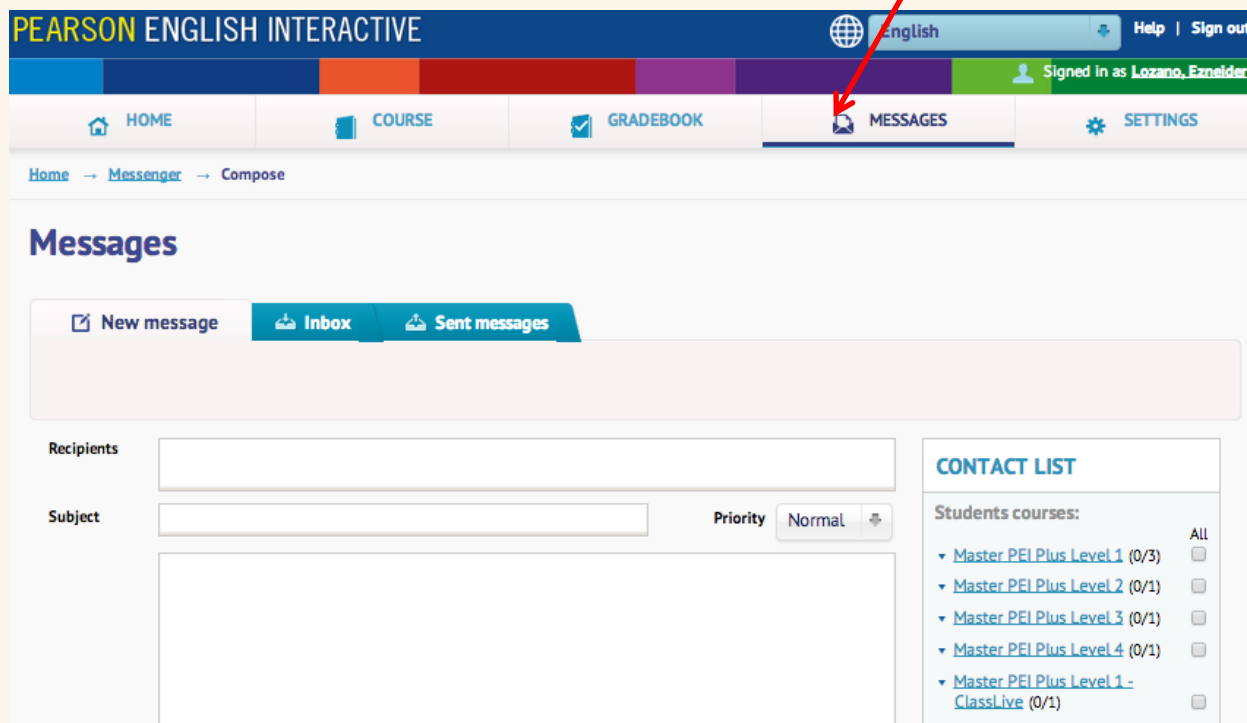 PEARSON ENGLISH INTERACTIVE
English
Help | Sign out
Signed in as Lozano, Ezneider
HOME
COURSE
GRADEBOOK
MESSAGES
SETTINGS
Home → Messenger → Compose
Messages
New message
Inbox
Sent messages
Recipients
CONTACT LIST
Subject
Priority
Normal
Students courses:
All
Master PEI Plus Level 1 (0/3)
Master PEI Plus Level 2 (0/1)
Master PEI Plus Level 3 (0/1)
Master PEI Plus Level 4 (0/1)
Master PEI Plus Level 1 -
ClassLive (0/1)